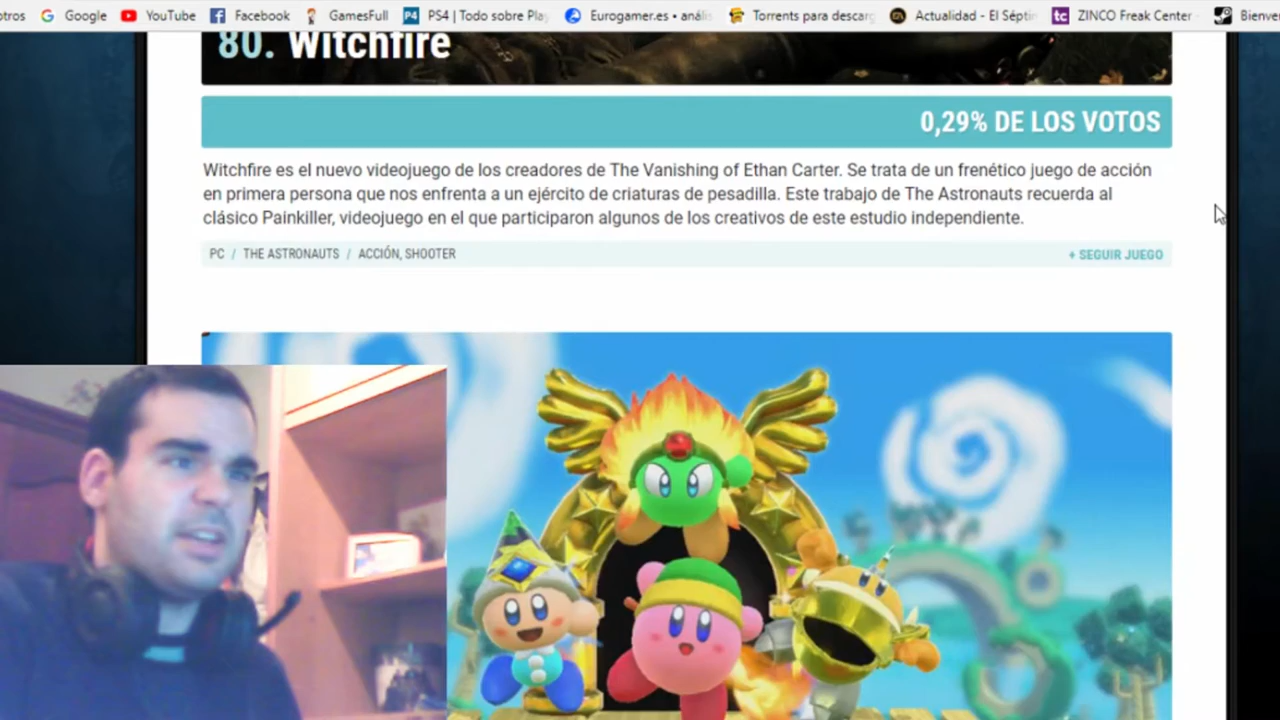 otros Google YouTube Facebook GamesFull PS4 | Todo sobre Play Eurogamer.es • anális Torrents para descarg Actualidad - El Séptim ZINCO Freak Center - Bienve
80. Witchfire
0,29% DE LOS VOTOS
Witchfire es el nuevo videojuego de los creadores de The Vanishing of Ethan Carter. Se trata de un frenético juego de acción
en primera persona que nos enfrenta a un ejército de criaturas de pesadilla. Este trabajo de The Astronauts recuerda al
clásico Painkiller, videojuego en el que participaron algunos de los creativos de este estudio independiente.
PC / THE ASTRONAUTS / ACCIÓN, SHOOTER + SEGUIR JUEGO